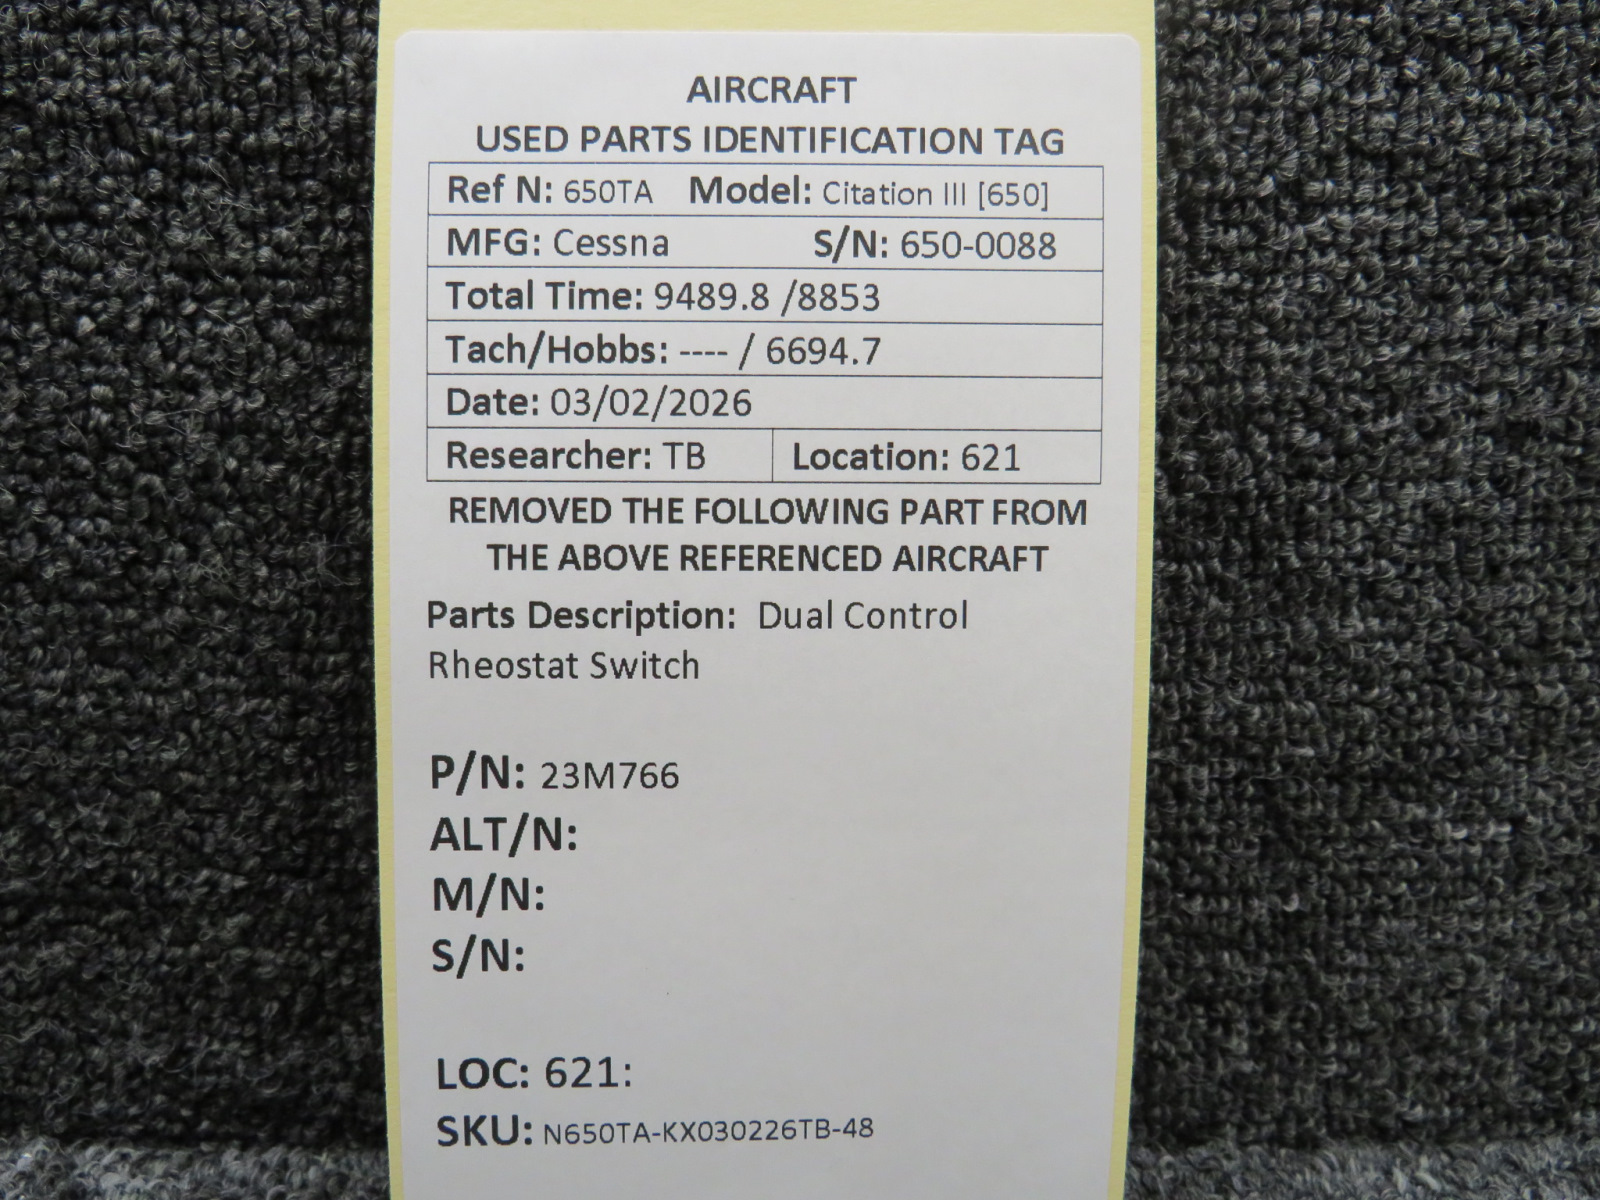 AIRCRAFT
USED PARTS IDENTIFICATION TAG
Ref N: 650TA Model: Citation III [650]
MFG: Cessna S/N: 650-0088
Total Time: 9489.8 /8853
Tach/Hobbs: ---- / 6694.7
Date: 03/02/2026
Researcher: TB Location: 621
REMOVED THE FOLLOWING PART FROM
THE ABOVE REFERENCED AIRCRAFT
Parts Description: Dual Control
Rheostat Switch
P/N: 23M766
ALT/N:
M/N:
S/N:
LOC: 621:
SKU: N650TA-KX030226TB-48